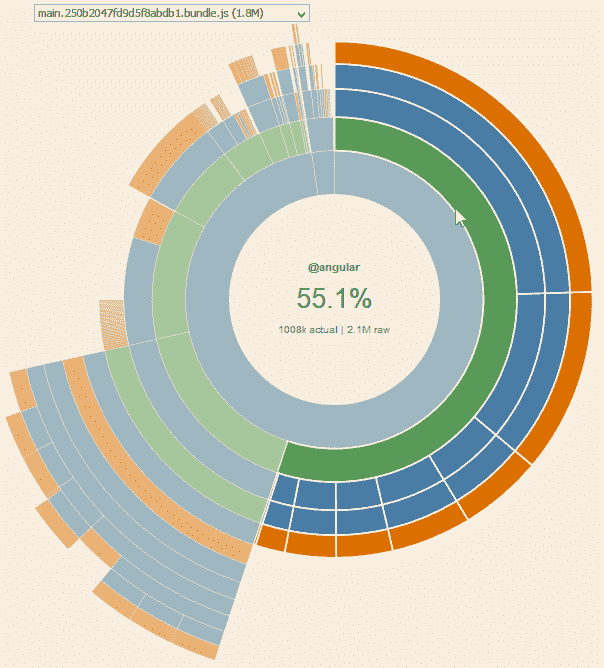 main.250b2047fd9d5f8abdb1.bundle.js (1.8M)
@angular
55.1%
1008k actual | 2.1M raw